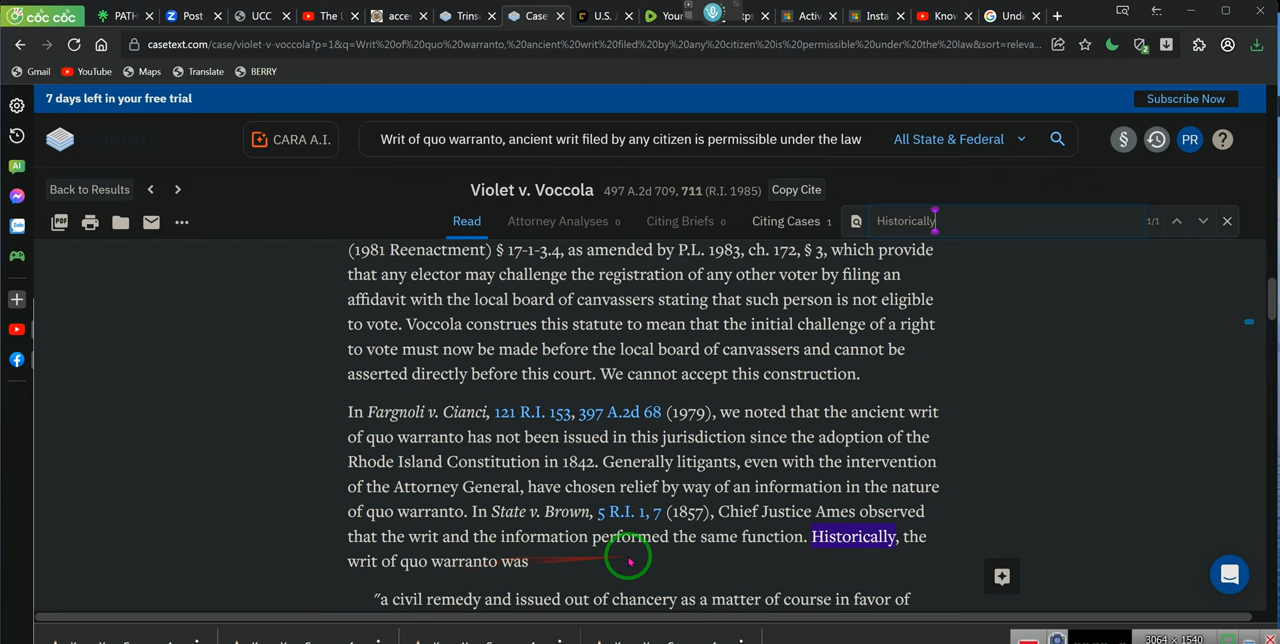 cốc cốc
PATH
Post
UCC
The L
acce:
Trins
Case
U.S. J
Your
tps
Activ
Insta
Know
Unde
casetext.com/case/violet-v-voccola?p=1&q=Writ%20of%20quo%20warranto,%20ancient%20writ%20filed%20by%20any%20citizen%20is%20permissible%20under%20the%20law&sort=releva...
Gmail
YouTube
Maps
Translate
BERRY
7 days left in your free trial
Subscribe Now
casetext
CARA A.I.
Writ of quo warranto, ancient writ filed by any citizen is permissible under the law
All State & Federal
PR
Back to Results
Violet v. Voccola 497 A.2d 709, 711 (R.I. 1985)
Copy Cite
PDF
Read
Attorney Analyses 0
Citing Briefs 0
Citing Cases 1
Historically
1/1
(1981 Reenactment) § 17-1-3.4, as amended by P.L. 1983, ch. 172, § 3, which provide
that any elector may challenge the registration of any other voter by filing an
affidavit with the local board of canvassers stating that such person is not eligible
to vote. Voccola construes this statute to mean that the initial challenge of a right
to vote must now be made before the local board of canvassers and cannot be
asserted directly before this court. We cannot accept this construction.
In Fargnoli v. Cianci, 121 R.I. 153, 397 A.2d 68 (1979), we noted that the ancient writ
of quo warranto has not been issued in this jurisdiction since the adoption of the
Rhode Island Constitution in 1842. Generally litigants, even with the intervention
of the Attorney General, have chosen relief by way of an information in the nature
of quo warranto. In State v. Brown, 5 R.I. 1, 7 (1857), Chief Justice Ames observed
that the writ and the information performed the same function. Historically, the
writ of quo warranto was
"a civil remedy and issued out of chancery as a matter of course in favor of
3064 × 1540